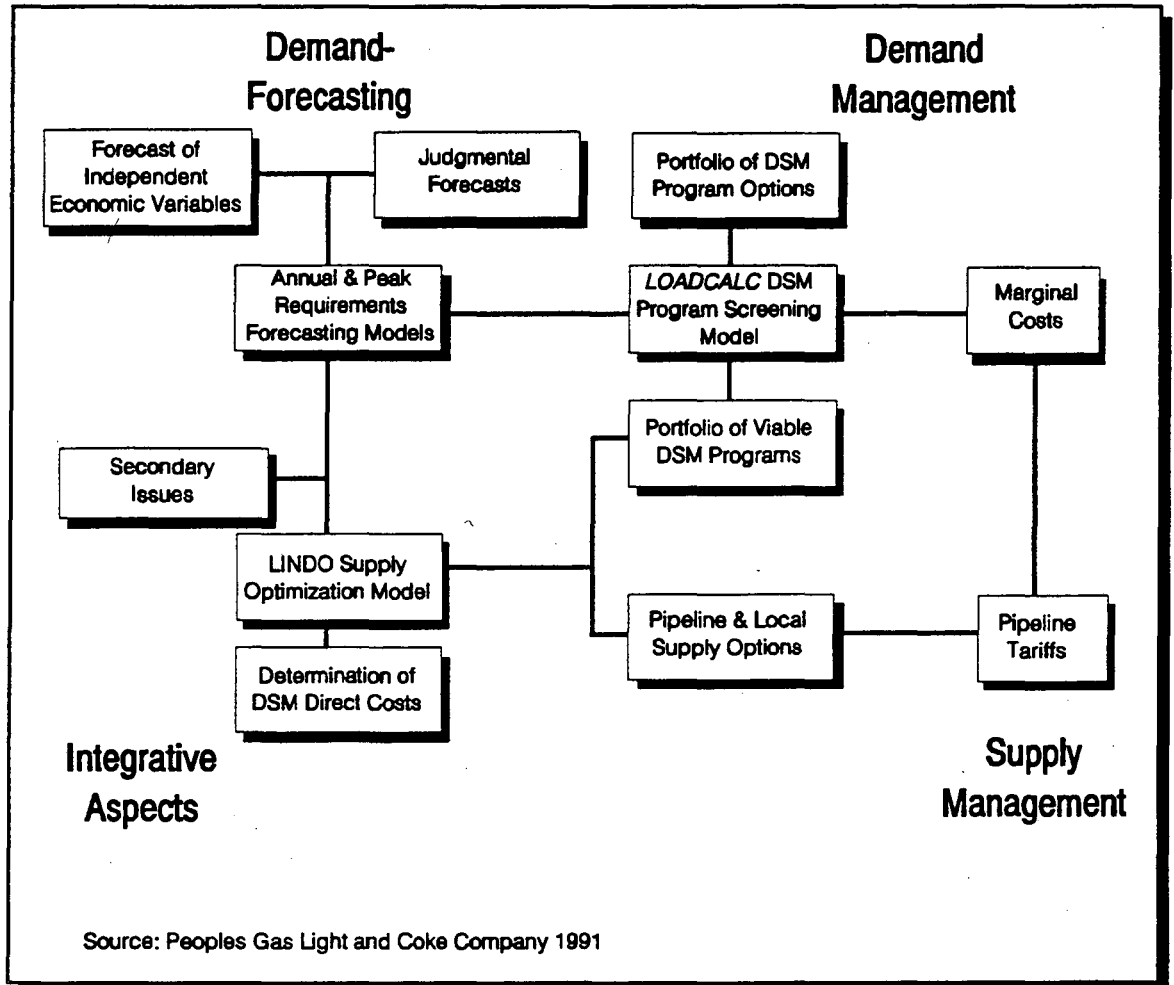 Demand-
Forecasting
Demand
Management
Forecast of
Independent
Economic Variables
Judgmental
Forecasts
Portfolio of DSM
Program Options
Annual & Peak
Requirements
Forecasting Models
LOADCALC DSM
Program Screening
Model
Marginal
Costs
Portfolio of Viable
DSM Programs
Secondary
Issues
LINDO Supply
Optimization Model
Pipeline & Local
Supply Options
Pipeline
Tariffs
Determination of
DSM Direct Costs
Integrative
Aspects
Supply
Management
Source: Peoples Gas Light and Coke Company 1991